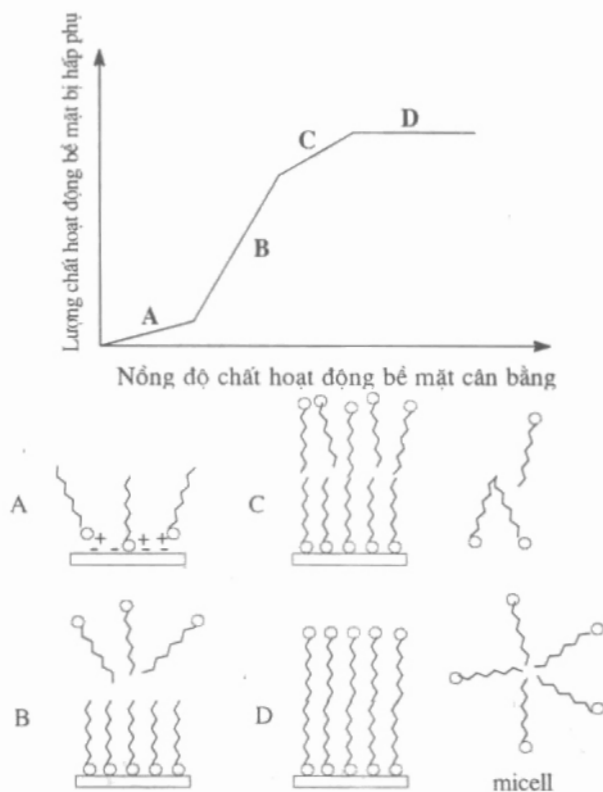 Lượng chất hoạt động bề mặt bị hấp phụ
A
B
C
D
Nồng độ chất hoạt động bề mặt cân bằng
A
+ + +
- - - -
C
B
D
micell